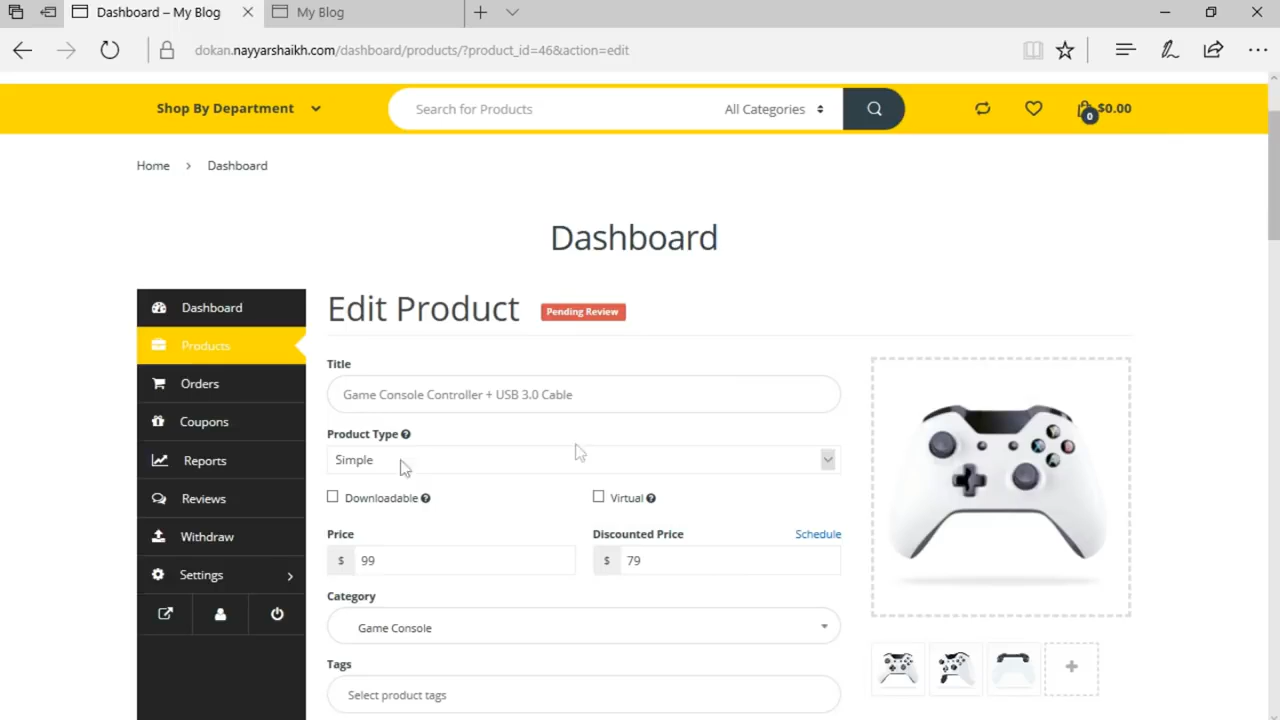 Dashboard – My Blog
My Blog
dokan.nayyarshaikh.com/dashboard/products/?product_id=46&action=edit
Shop By Department
Search for Products
All Categories
0
$0.00
Home > Dashboard
Dashboard
Dashboard
Products
Orders
Coupons
Reports
Reviews
Withdraw
Settings
Edit Product
Pending Review
Title
Game Console Controller + USB 3.0 Cable
Product Type ?
Simple
Downloadable ?
Virtual ?
Price
$ 99
Discounted Price
Schedule
$ 79
Category
Game Console
Tags
Select product tags